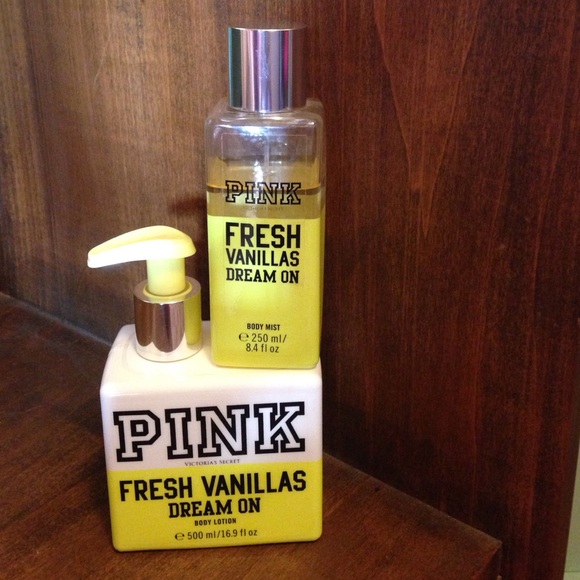 PINK
FRESH
VANILLAS
DREAM ON
BODY MIST
℮ 250 ml/
8.4 fl oz
PINK
VICTORIA'S SECRET
FRESH VANILLAS
DREAM ON
BODY LOTION
℮ 500 ml/16.9 fl oz